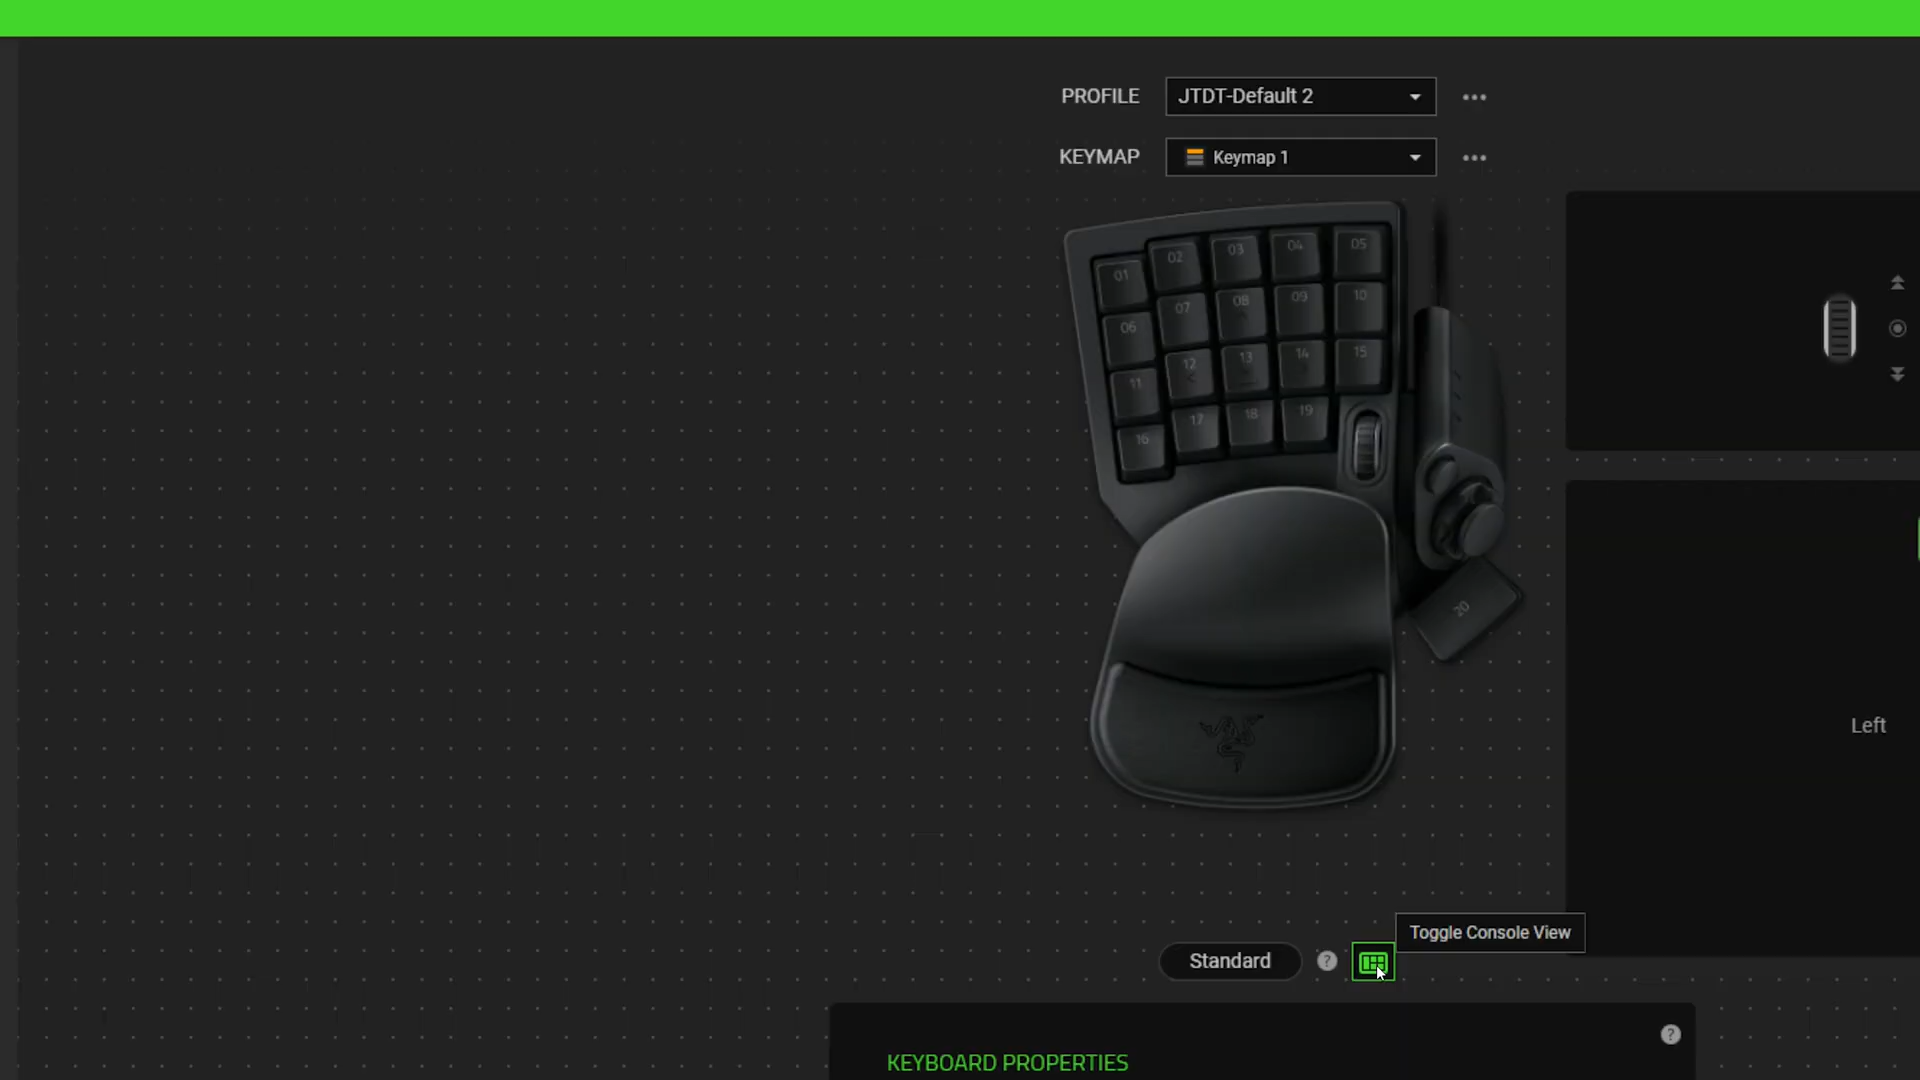 PROFILE JTDT-Default 2
KEYMAP Keymap 1
01 02 03 04 05
06 07 08 09 10
11 12 13 14 15
16 17 18 19
20
Left
Toggle Console View
Standard ?
?
KEYBOARD PROPERTIES